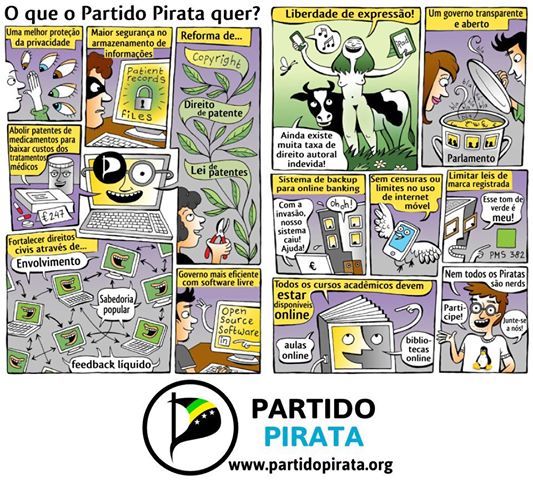 O que o Partido Pirata quer?
Uma melhor proteção
da privacidade
Maior segurança no
armazenamento de
informações
Patient
records
files
Reforma de...
Copyright
Direito
de patente
Lei de
patentes
Abolir patentes de
medicamentos para
baixar custos dos
tratamentos
médicos
€ 247
Fortalecer direitos
civis através de...
Envolvimento
Sabedoria
popular
feedback líquido
Governo mais eficiente
com software livre
Open
Source
Software
in
Liberdade de expressão!
Ainda existe
muita taxa de
direito autoral
indevida!
Um governo transparente
e aberto
Parlamento
Sistema de backup
para online banking
Com a
invasão,
nosso
sistema
caiu!
Ajuda!
oh oh!
€
Sem censuras ou
limites no uso
de internet
móvel
Limitar leis de
marca registrada
Esse tom de
verde é
meu!
PMS 382
Todos os cursos acadêmicos devem
estar
disponíveis
online
aulas
online
biblio-
tecas
online
Nem todos os Piratas
são nerds
Parti-
cipe!
Junte-se
a nós!
PARTIDO
PIRATA
www.partidopirata.org